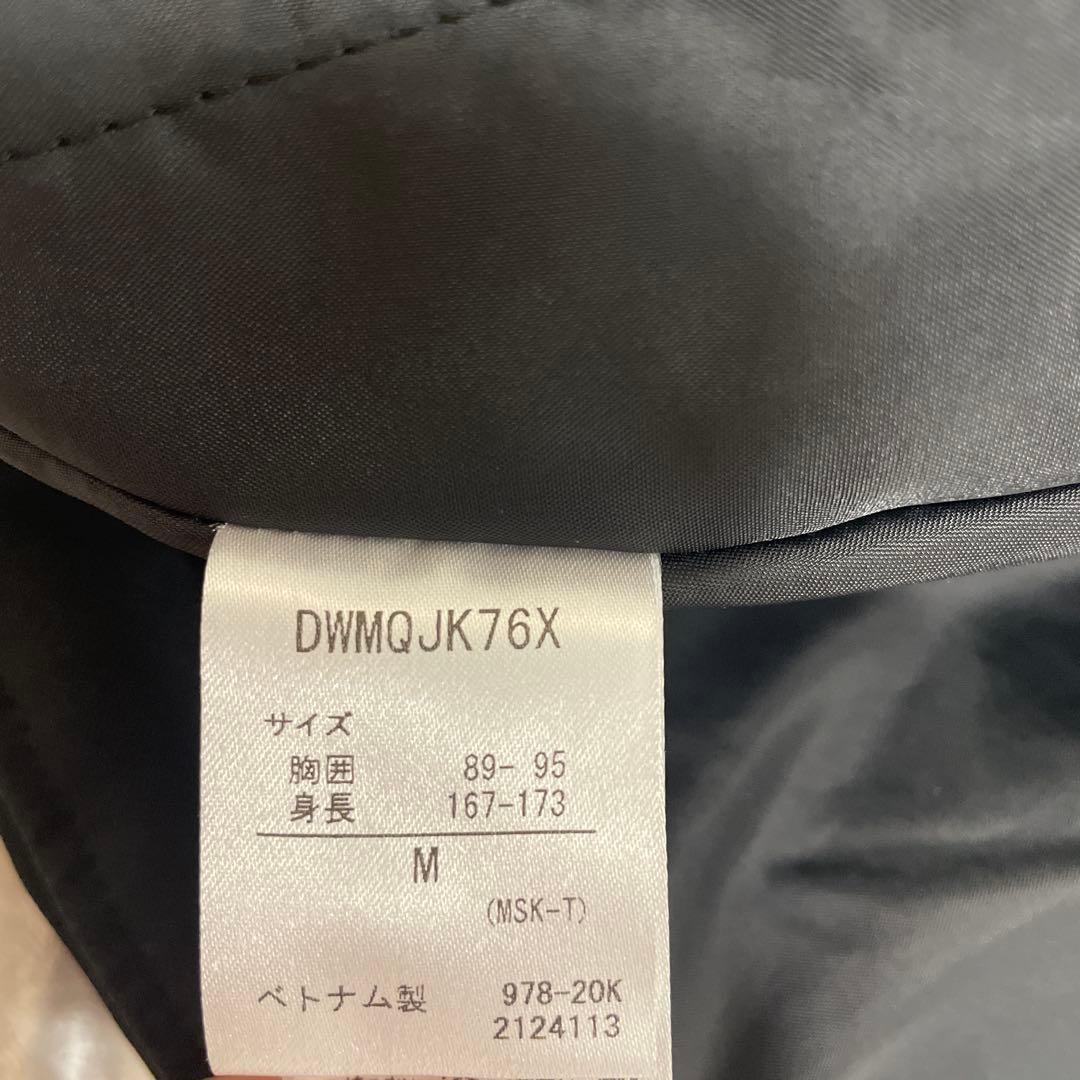 DWMQJK76X
サイズ
胸囲 89- 95
身長 167-173
M
(MSK-T)
ベトナム製 978-20K
2124113